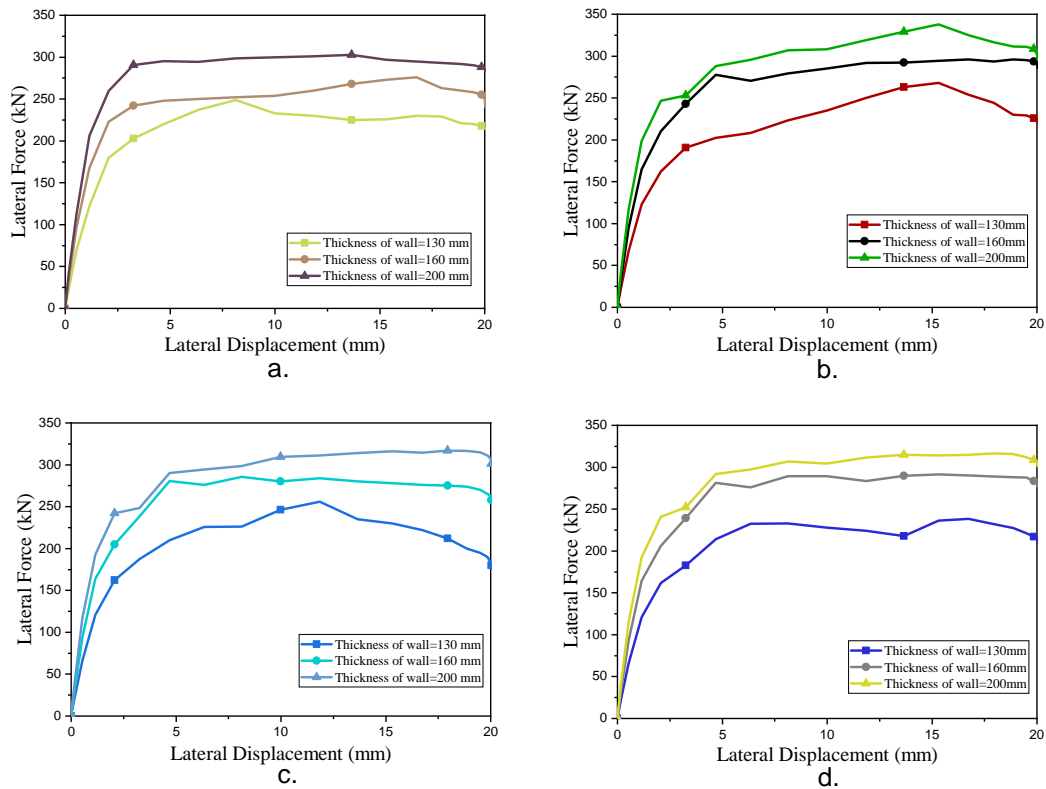 350
300
250
200
150
100
50
0
Lateral Force (kN)
Thickness of wall=130 mm
Thickness of wall=160 mm
Thickness of wall=200 mm
0 5 10 15 20
Lateral Displacement (mm)
a.
350
300
250
200
150
100
50
0
Lateral Force (kN)
Thickness of wall=130mm
Thickness of wall=160mm
Thickness of wall=200mm
0 5 10 15 20
Lateral Displacement (mm)
b.
350
300
250
200
150
100
50
0
Lateral Force (kN)
Thickness of wall=130 mm
Thickness of wall=160 mm
Thickness of wall=200 mm
0 5 10 15 20
Lateral Displacement (mm)
c.
350
300
250
200
150
100
50
0
Lateral Force (kN)
Thickness of wall=130mm
Thickness of wall=160mm
Thickness of wall=200mm
0 5 10 15 20
Lateral Displacement (mm)
d.